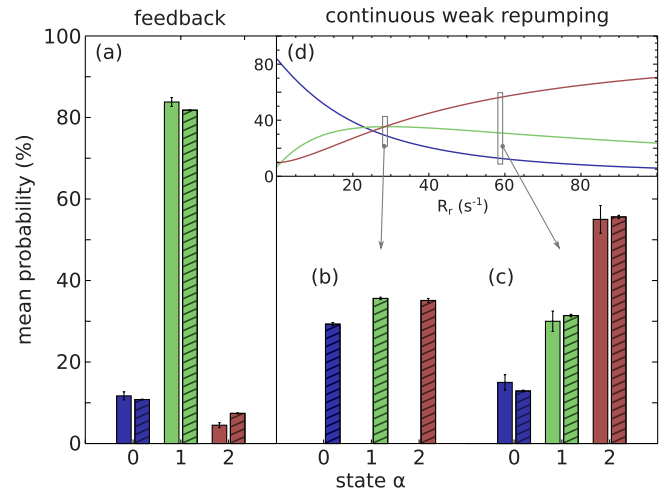 feedback
continuous weak repumping
100
80
60
40
20
0
mean probability (%)
(a)
(d)
80
40
0
20
40
60
80
R_r (s^-1)
(b)
(c)
0
1
2
0
1
2
0
1
2
state α